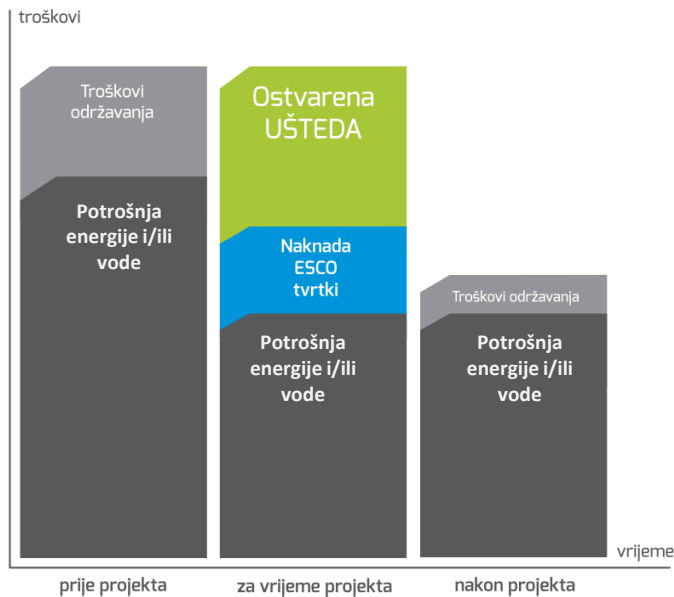 troškovi
Troškovi
održavanja
Potrošnja
energije i/ili
vode
Ostvarena
UŠTEDA
Naknada
ESCO
tvrtki
Potrošnja
energije i/ili
vode
Troškovi održavanja
Potrošnja
energije i/ili
vode
vrijeme
prije projekta
za vrijeme projekta
nakon projekta